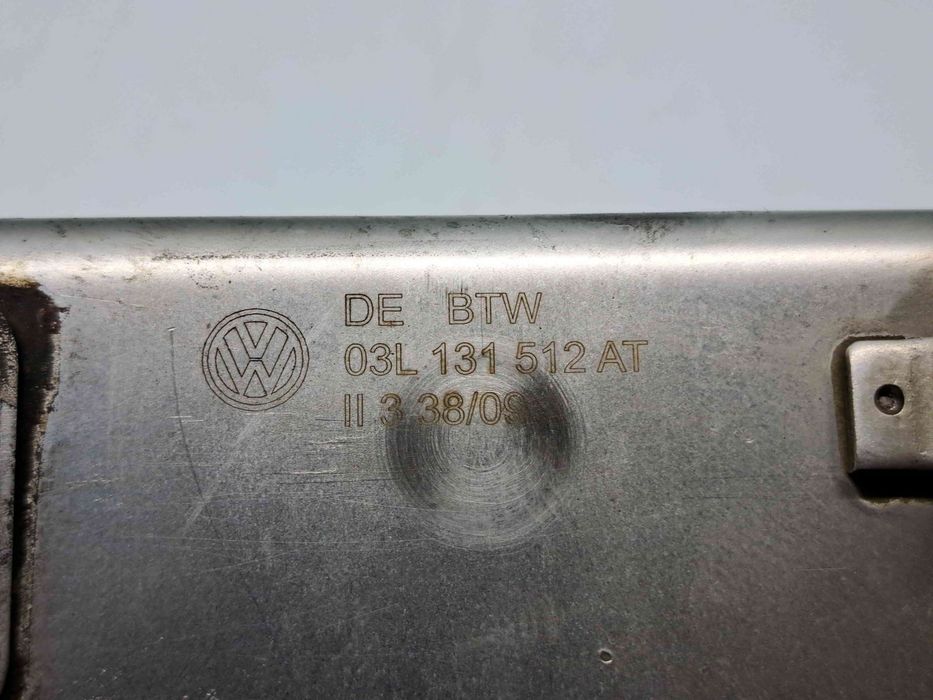 DE BTW
03L 131 512 AT
II 3 38/09